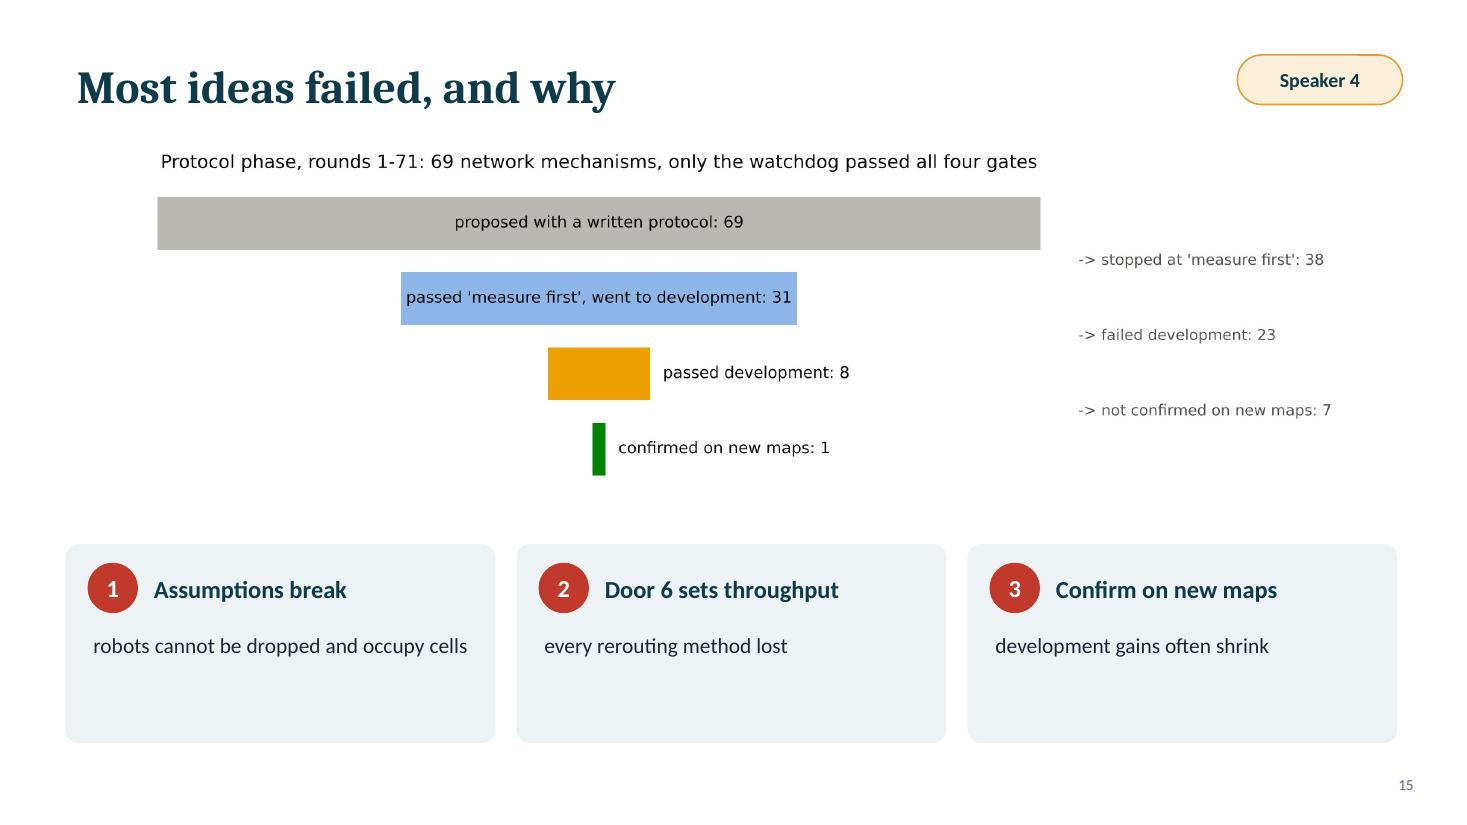 Most ideas failed, and why
Speaker 4
Protocol phase, rounds 1-71: 69 network mechanisms, only the watchdog passed all four gates
proposed with a written protocol: 69
-> stopped at 'measure first': 38
passed 'measure first', went to development: 31
-> failed development: 23
passed development: 8
-> not confirmed on new maps: 7
confirmed on new maps: 1
1 Assumptions break
robots cannot be dropped and occupy cells
2 Door 6 sets throughput
every rerouting method lost
3 Confirm on new maps
development gains often shrink
15